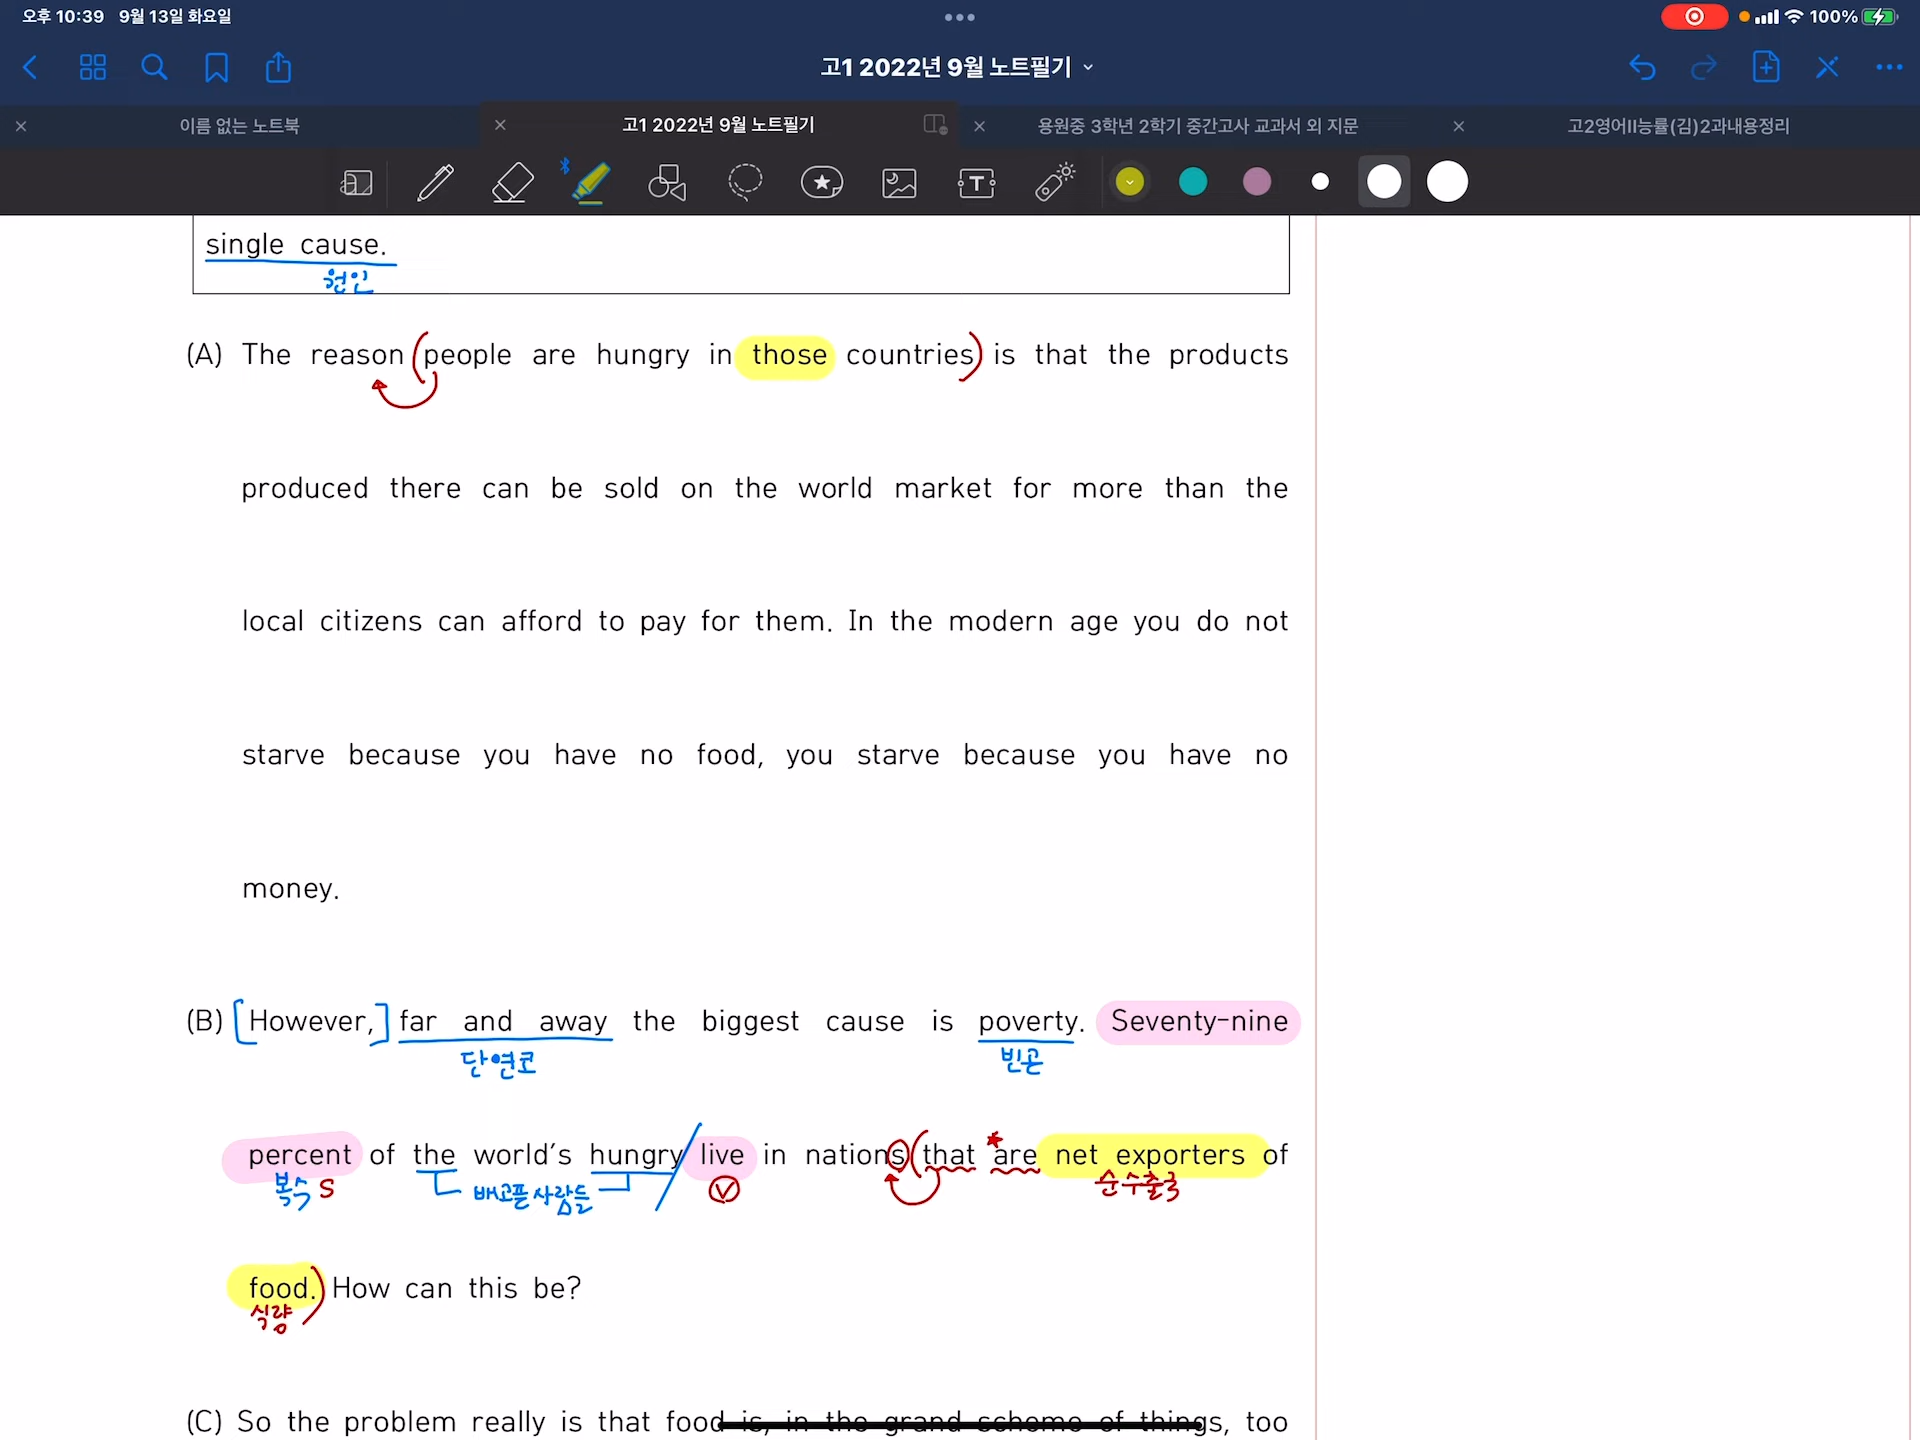 오후 10:39 9월 13일 화요일
100%
고1 2022년 9월 노트필기
이름 없는 노트북
고1 2022년 9월 노트필기
용원중 3학년 2학기 중간고사 교과서 외 지문
고2영어II능률(김)2과내용정리
single cause.
원인
(A) The reason (people are hungry in those countries) is that the products
produced there can be sold on the world market for more than the
local citizens can afford to pay for them. In the modern age you do not
starve because you have no food, you starve because you have no
money.
(B) [However,] far and away the biggest cause is poverty. Seventy-nine
단연코 빈곤
percent of the world's hungry / live in nations (that *are net exporters of
복수 S 배고픈 사람들 V 순수출국
food.) How can this be?
식량
(C) So the problem really is that food is, in the grand scheme of things, too